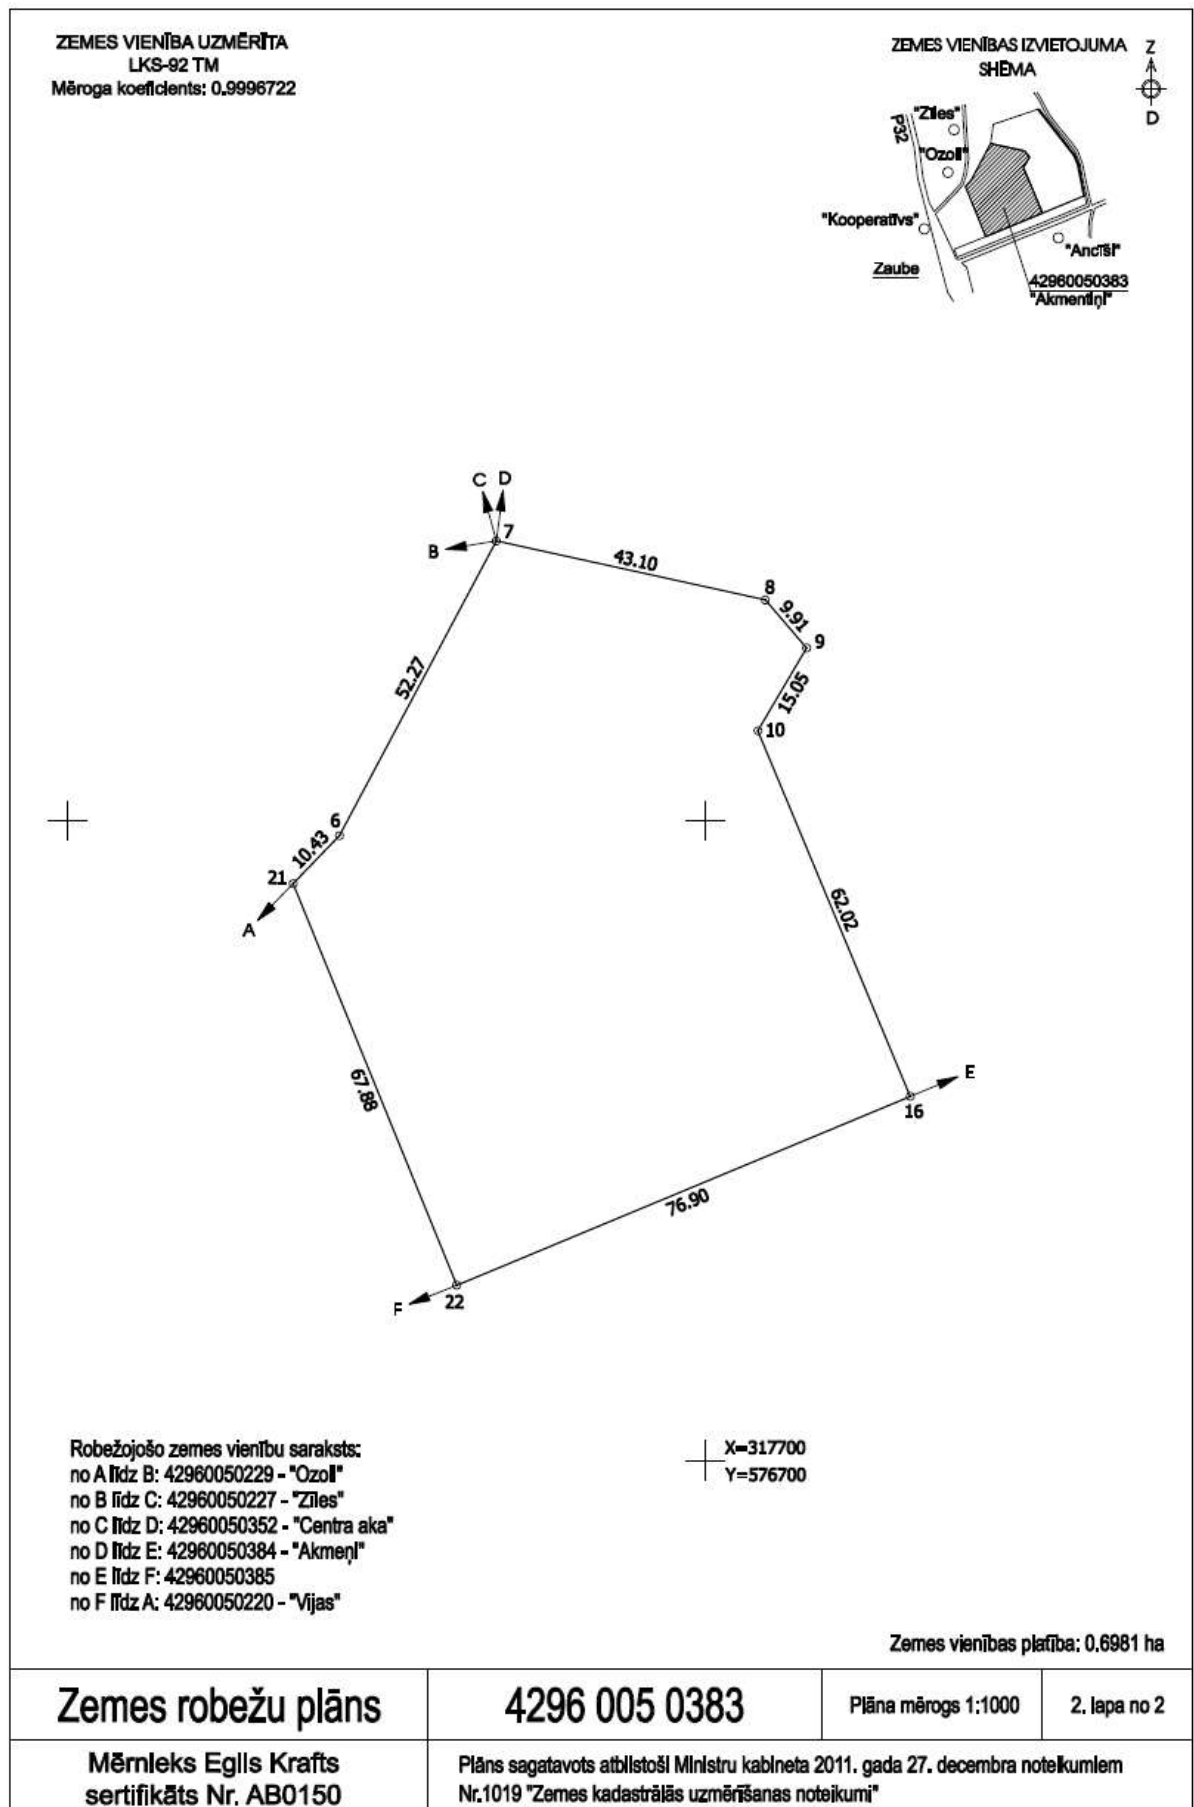 ZEMES VIENĪBA UZMĒRĪTA
LKS-92 TM
Mēroga koeficients: 0.9996722
ZEMES VIENĪBAS IZVIETOJUMA
SHĒMA
Z
D
"Zīles"
P32
"Ozoli"
"Kooperatīvs"
"Ancīši"
Zaube
42960050383
"Akmentiņi"
C D
7
B
43.10
8
9.91
9
52.27
15.05
10
6
10.43
21
A
62.02
67.88
E
16
76.90
F
22
X=317700
Y=576700
Robežojošo zemes vienību saraksts:
no A līdz B: 42960050229 - "Ozoli"
no B līdz C: 42960050227 - "Zīles"
no C līdz D: 42960050352 - "Centra aka"
no D līdz E: 42960050384 - "Akmeņi"
no E līdz F: 42960050385
no F līdz A: 42960050220 - "Vijas"
Zemes vienības platība: 0.6981 ha
Zemes robežu plāns
4296 005 0383
Plāna mērogs 1:1000
2. lapa no 2
Mērnieks Egils Krafts
sertifikāts Nr. AB0150
Plāns sagatavots atbilstoši Ministru kabineta 2011. gada 27. decembra noteikumiem
Nr.1019 "Zemes kadastrālās uzmērīšanas noteikumi"